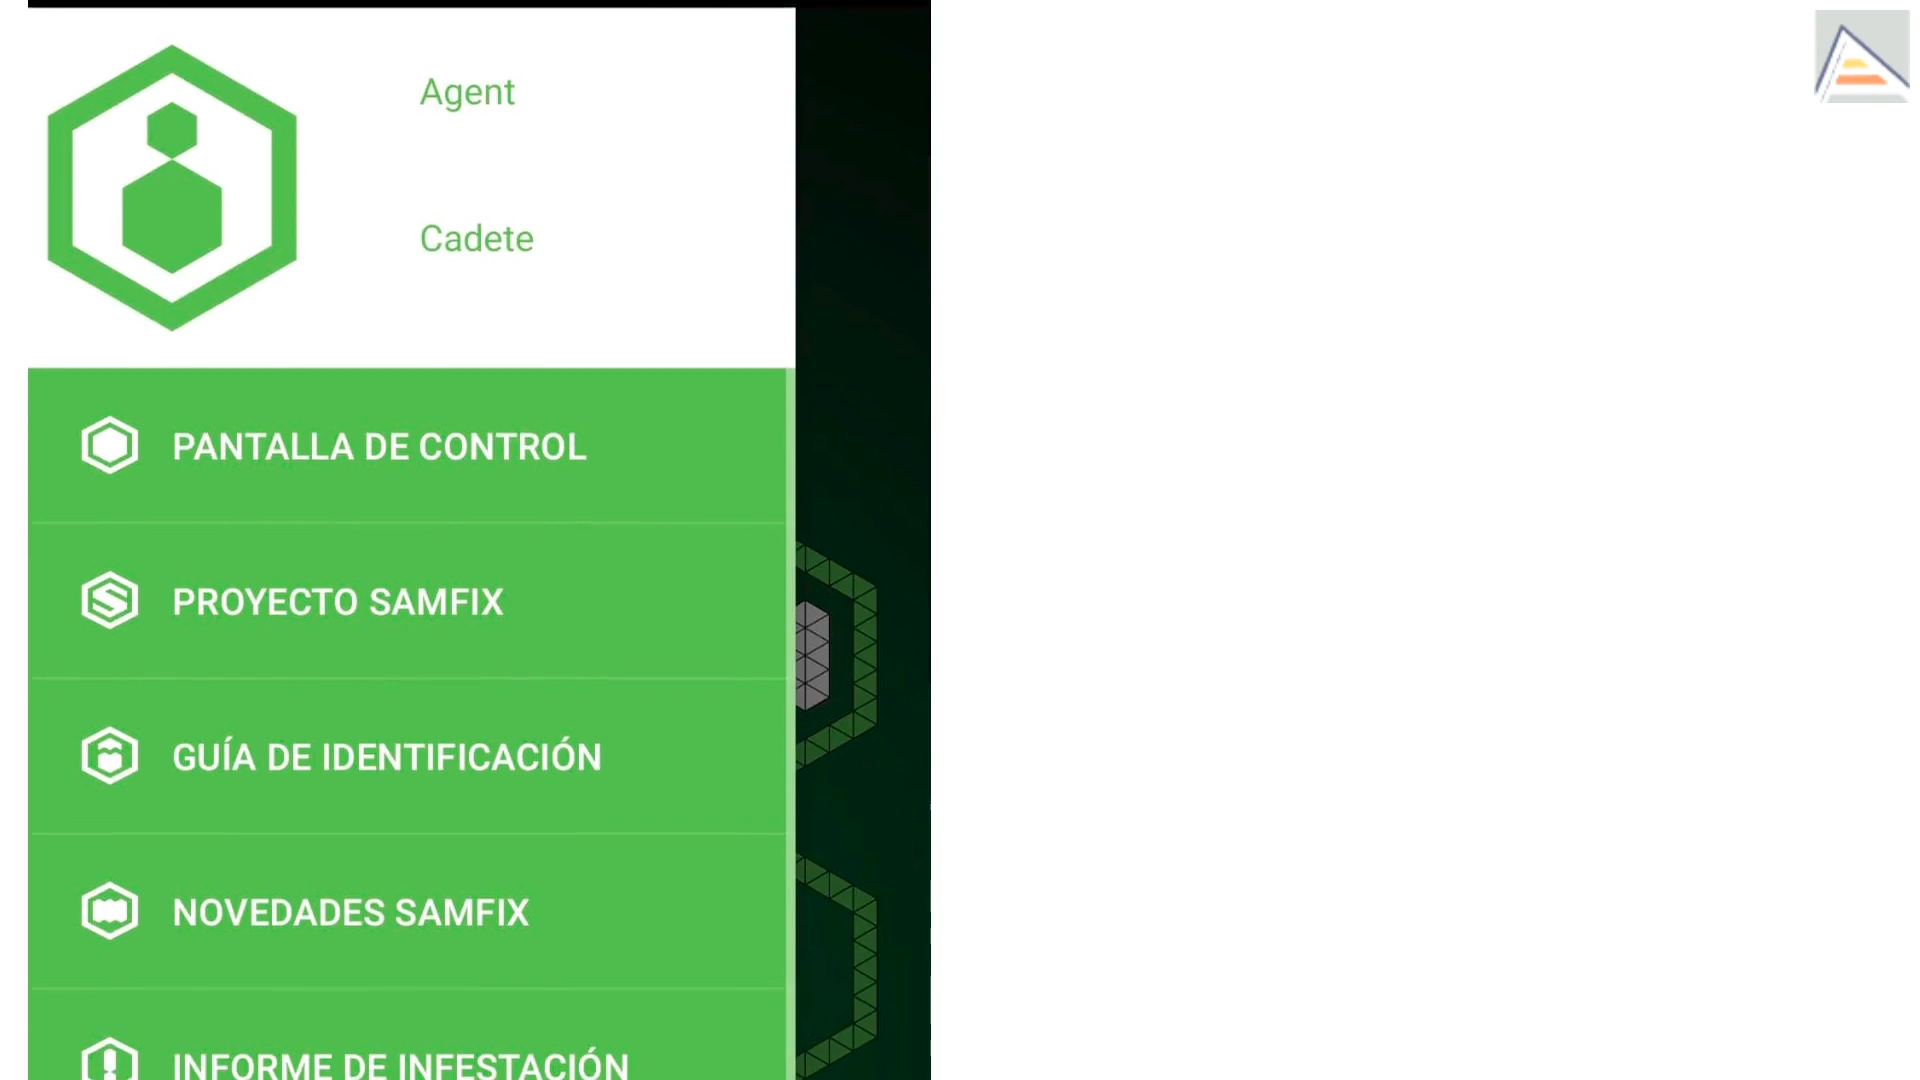 Agent
Cadete
PANTALLA DE CONTROL
PROYECTO SAMFIX
GUÍA DE IDENTIFICACIÓN
NOVEDADES SAMFIX
INFORME DE INFESTACIÓN